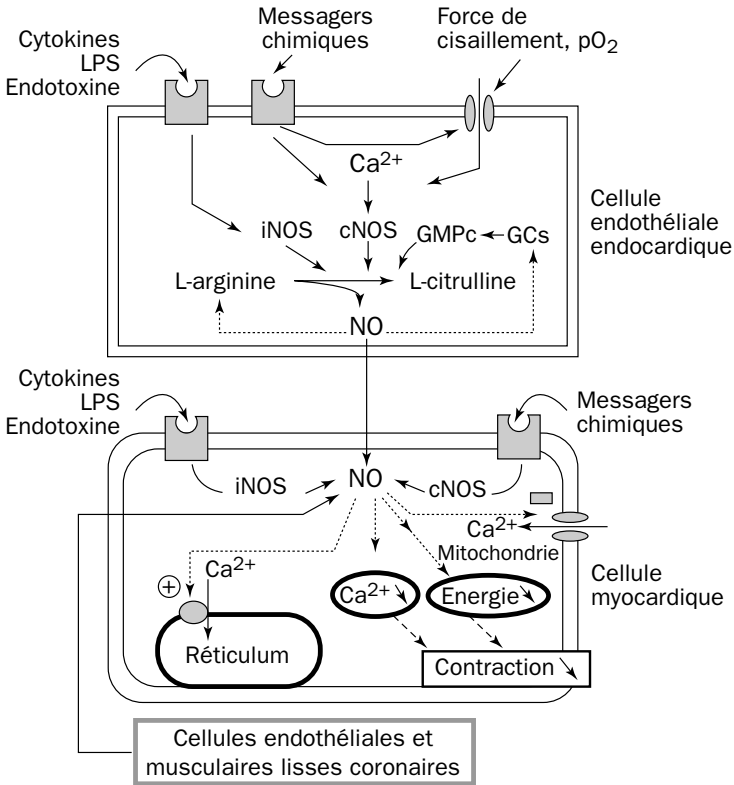 Cytokines
LPS
Endotoxine
Messagers
chimiques
Force de
cisaillement, pO2
Ca2+
iNOS
cNOS
GMPc
GCs
L-arginine
L-citrulline
NO
Cellule
endothéliale
endocardique
Cytokines
LPS
Endotoxine
Messagers
chimiques
iNOS
NO
cNOS
Ca2+
Mitochondrie
+
Ca2+
Ca2+
Energie
Réticulum
Contraction
Cellule
myocardique
Cellules endothéliales et
musculaires lisses coronaires